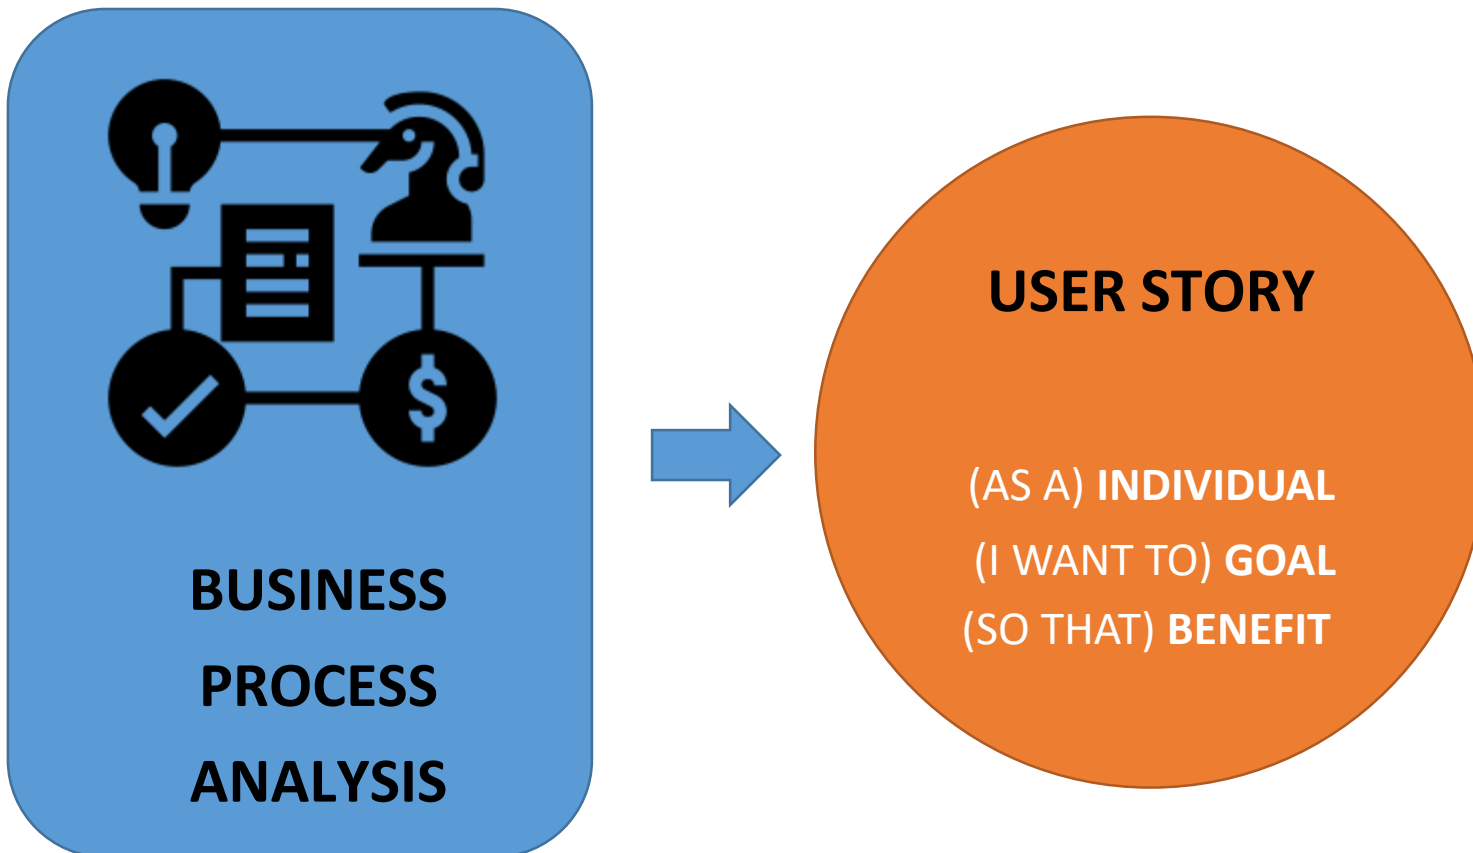 BUSINESS
PROCESS
ANALYSIS
USER STORY
(AS A) INDIVIDUAL
(I WANT TO) GOAL
(SO THAT) BENEFIT